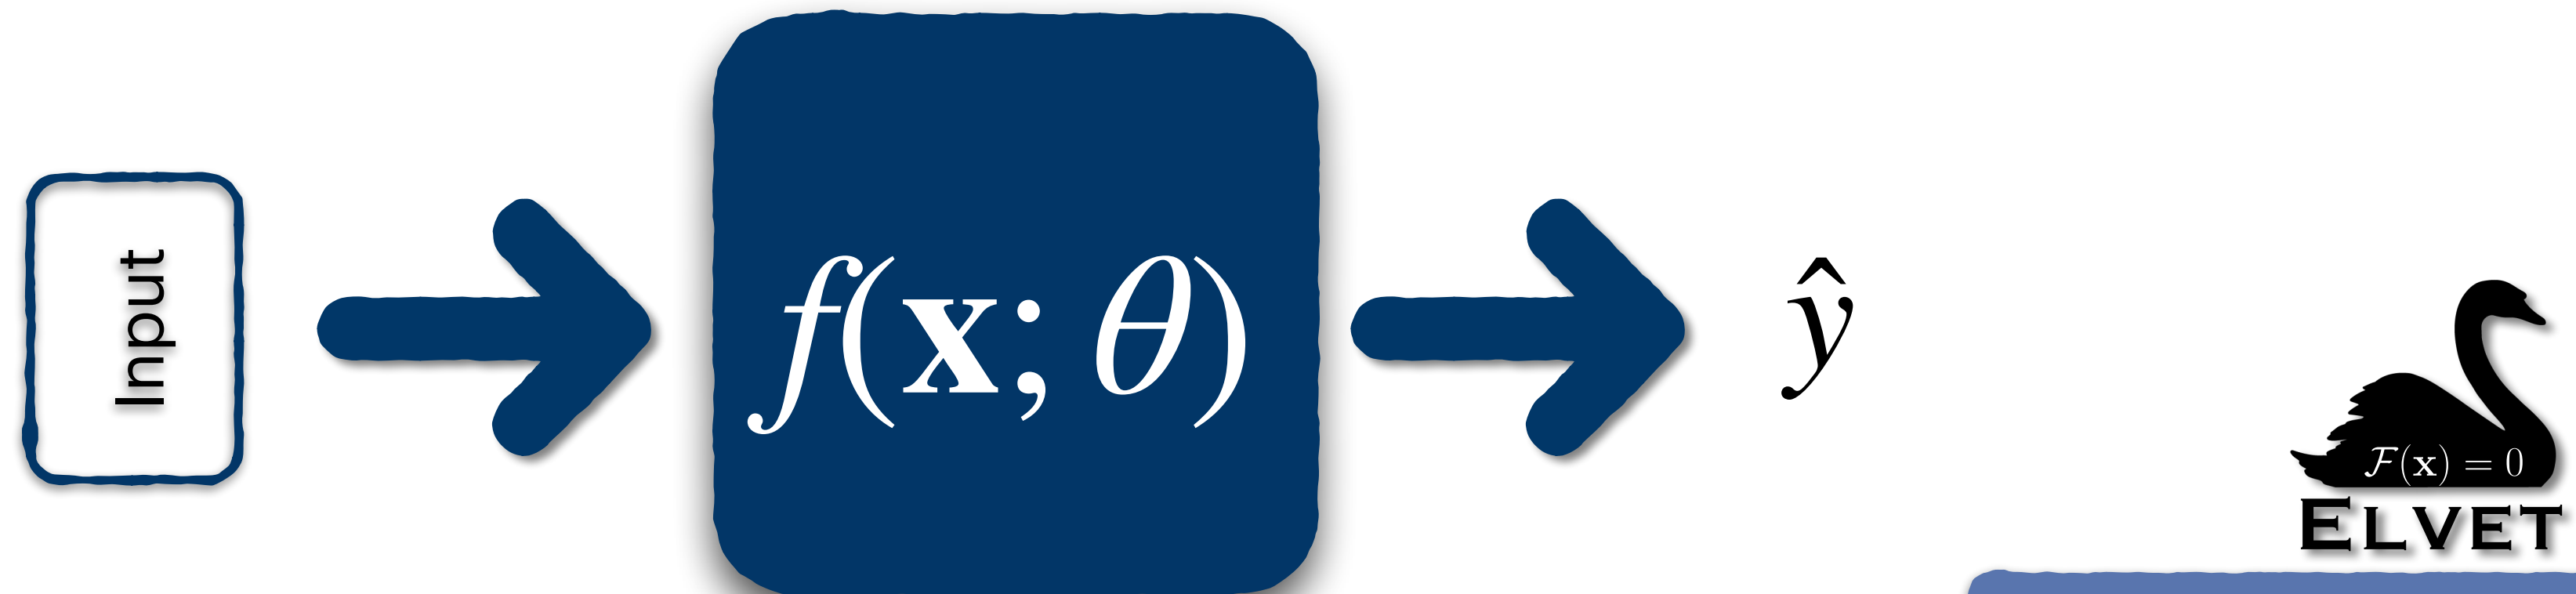 Input
f(x; θ)
ŷ
ℱ(x) = 0
ELVET